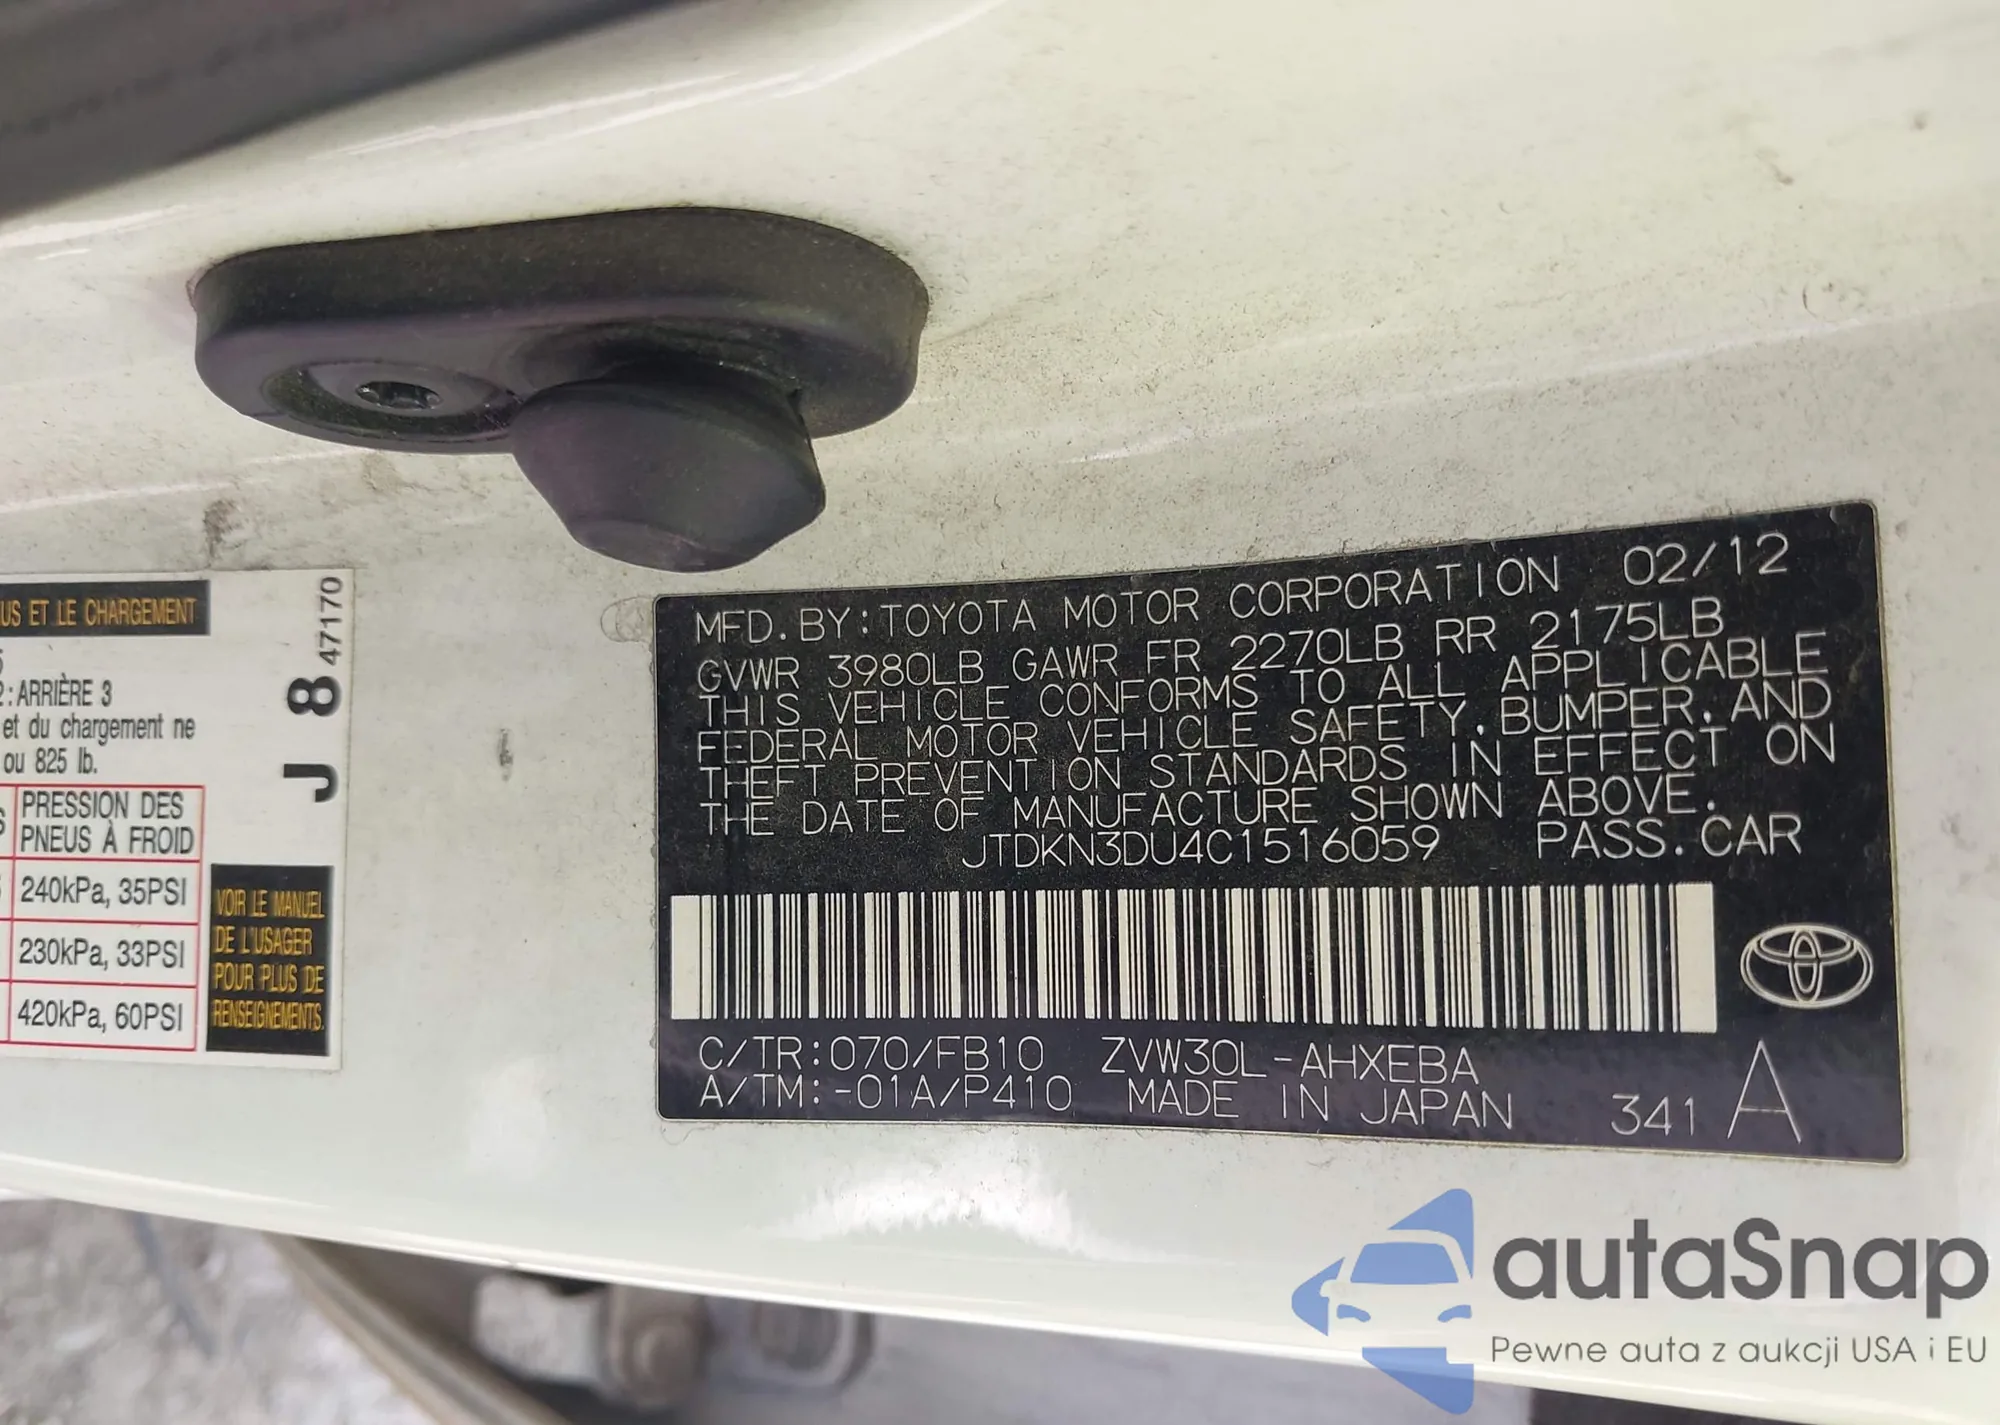 US ET LE CHARGEMENT
2:ARRIÈRE 3
et du chargement ne
ou 825 lb.
PRESSION DES
PNEUS À FROID
240kPa, 35PSI
230kPa, 33PSI
420kPa, 60PSI
J 8 47170
VOIR LE MANUEL
DE L'USAGER
POUR PLUS DE
RENSEIGNEMENTS.
MFD. BY: TOYOTA MOTOR CORPORATION 02/12
GVWR 3980LB GAWR FR 2270LB RR 2175LB
THIS VEHICLE CONFORMS TO ALL APPLICABLE
FEDERAL MOTOR VEHICLE SAFETY, BUMPER, AND
THEFT PREVENTION STANDARDS IN EFFECT ON
THE DATE OF MANUFACTURE SHOWN ABOVE.
JTDKN3DU4C1516059 PASS. CAR
C/TR:070/FB10 ZVW30L-AHXEBA
A/TM:-01A/P410 MADE IN JAPAN 341 A
autaSnap
Pewne auta z aukcji USA i EU